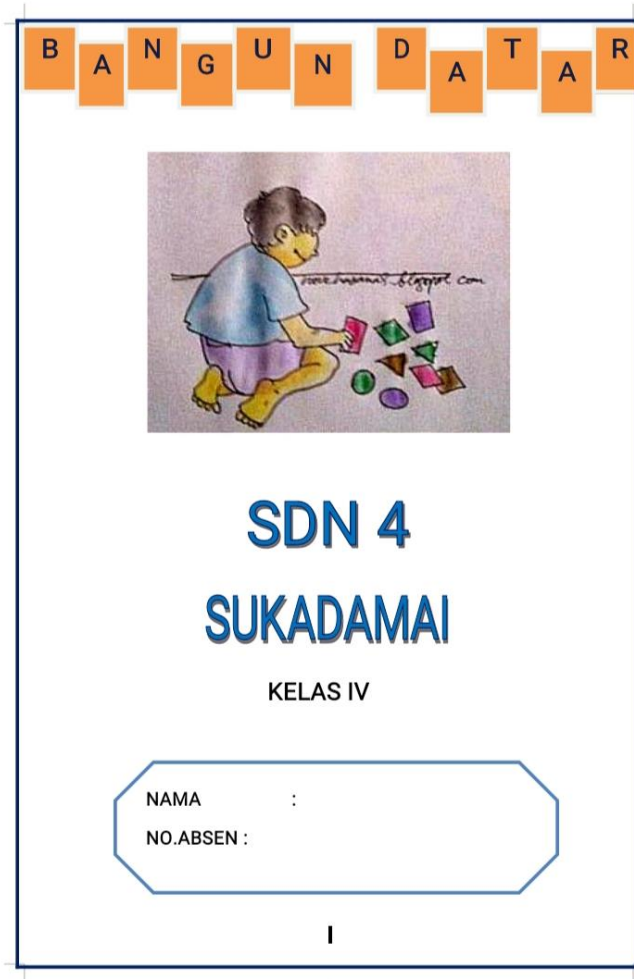 BANGUN DATAR
SDN 4
SUKADAMAI
KELAS IV
NAMA :
NO.ABSEN :
I